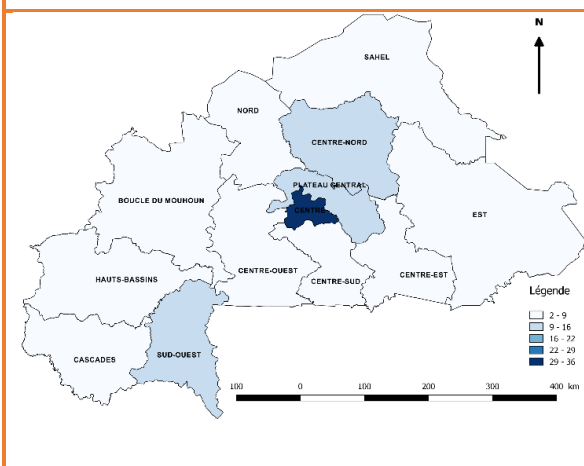 N
SAHEL
NORD
CENTRE-NORD
PLATEAU CENTRAL
BOUCLE DU MOUHOUN
CENTRE
EST
CENTRE-OUEST
CENTRE-SUD
CENTRE-EST
HAUTS-BASSINS
SUD-OUEST
CASCADES
Légende
2 - 9
9 - 16
16 - 22
22 - 29
29 - 36
100 0 100 200 300 400 km